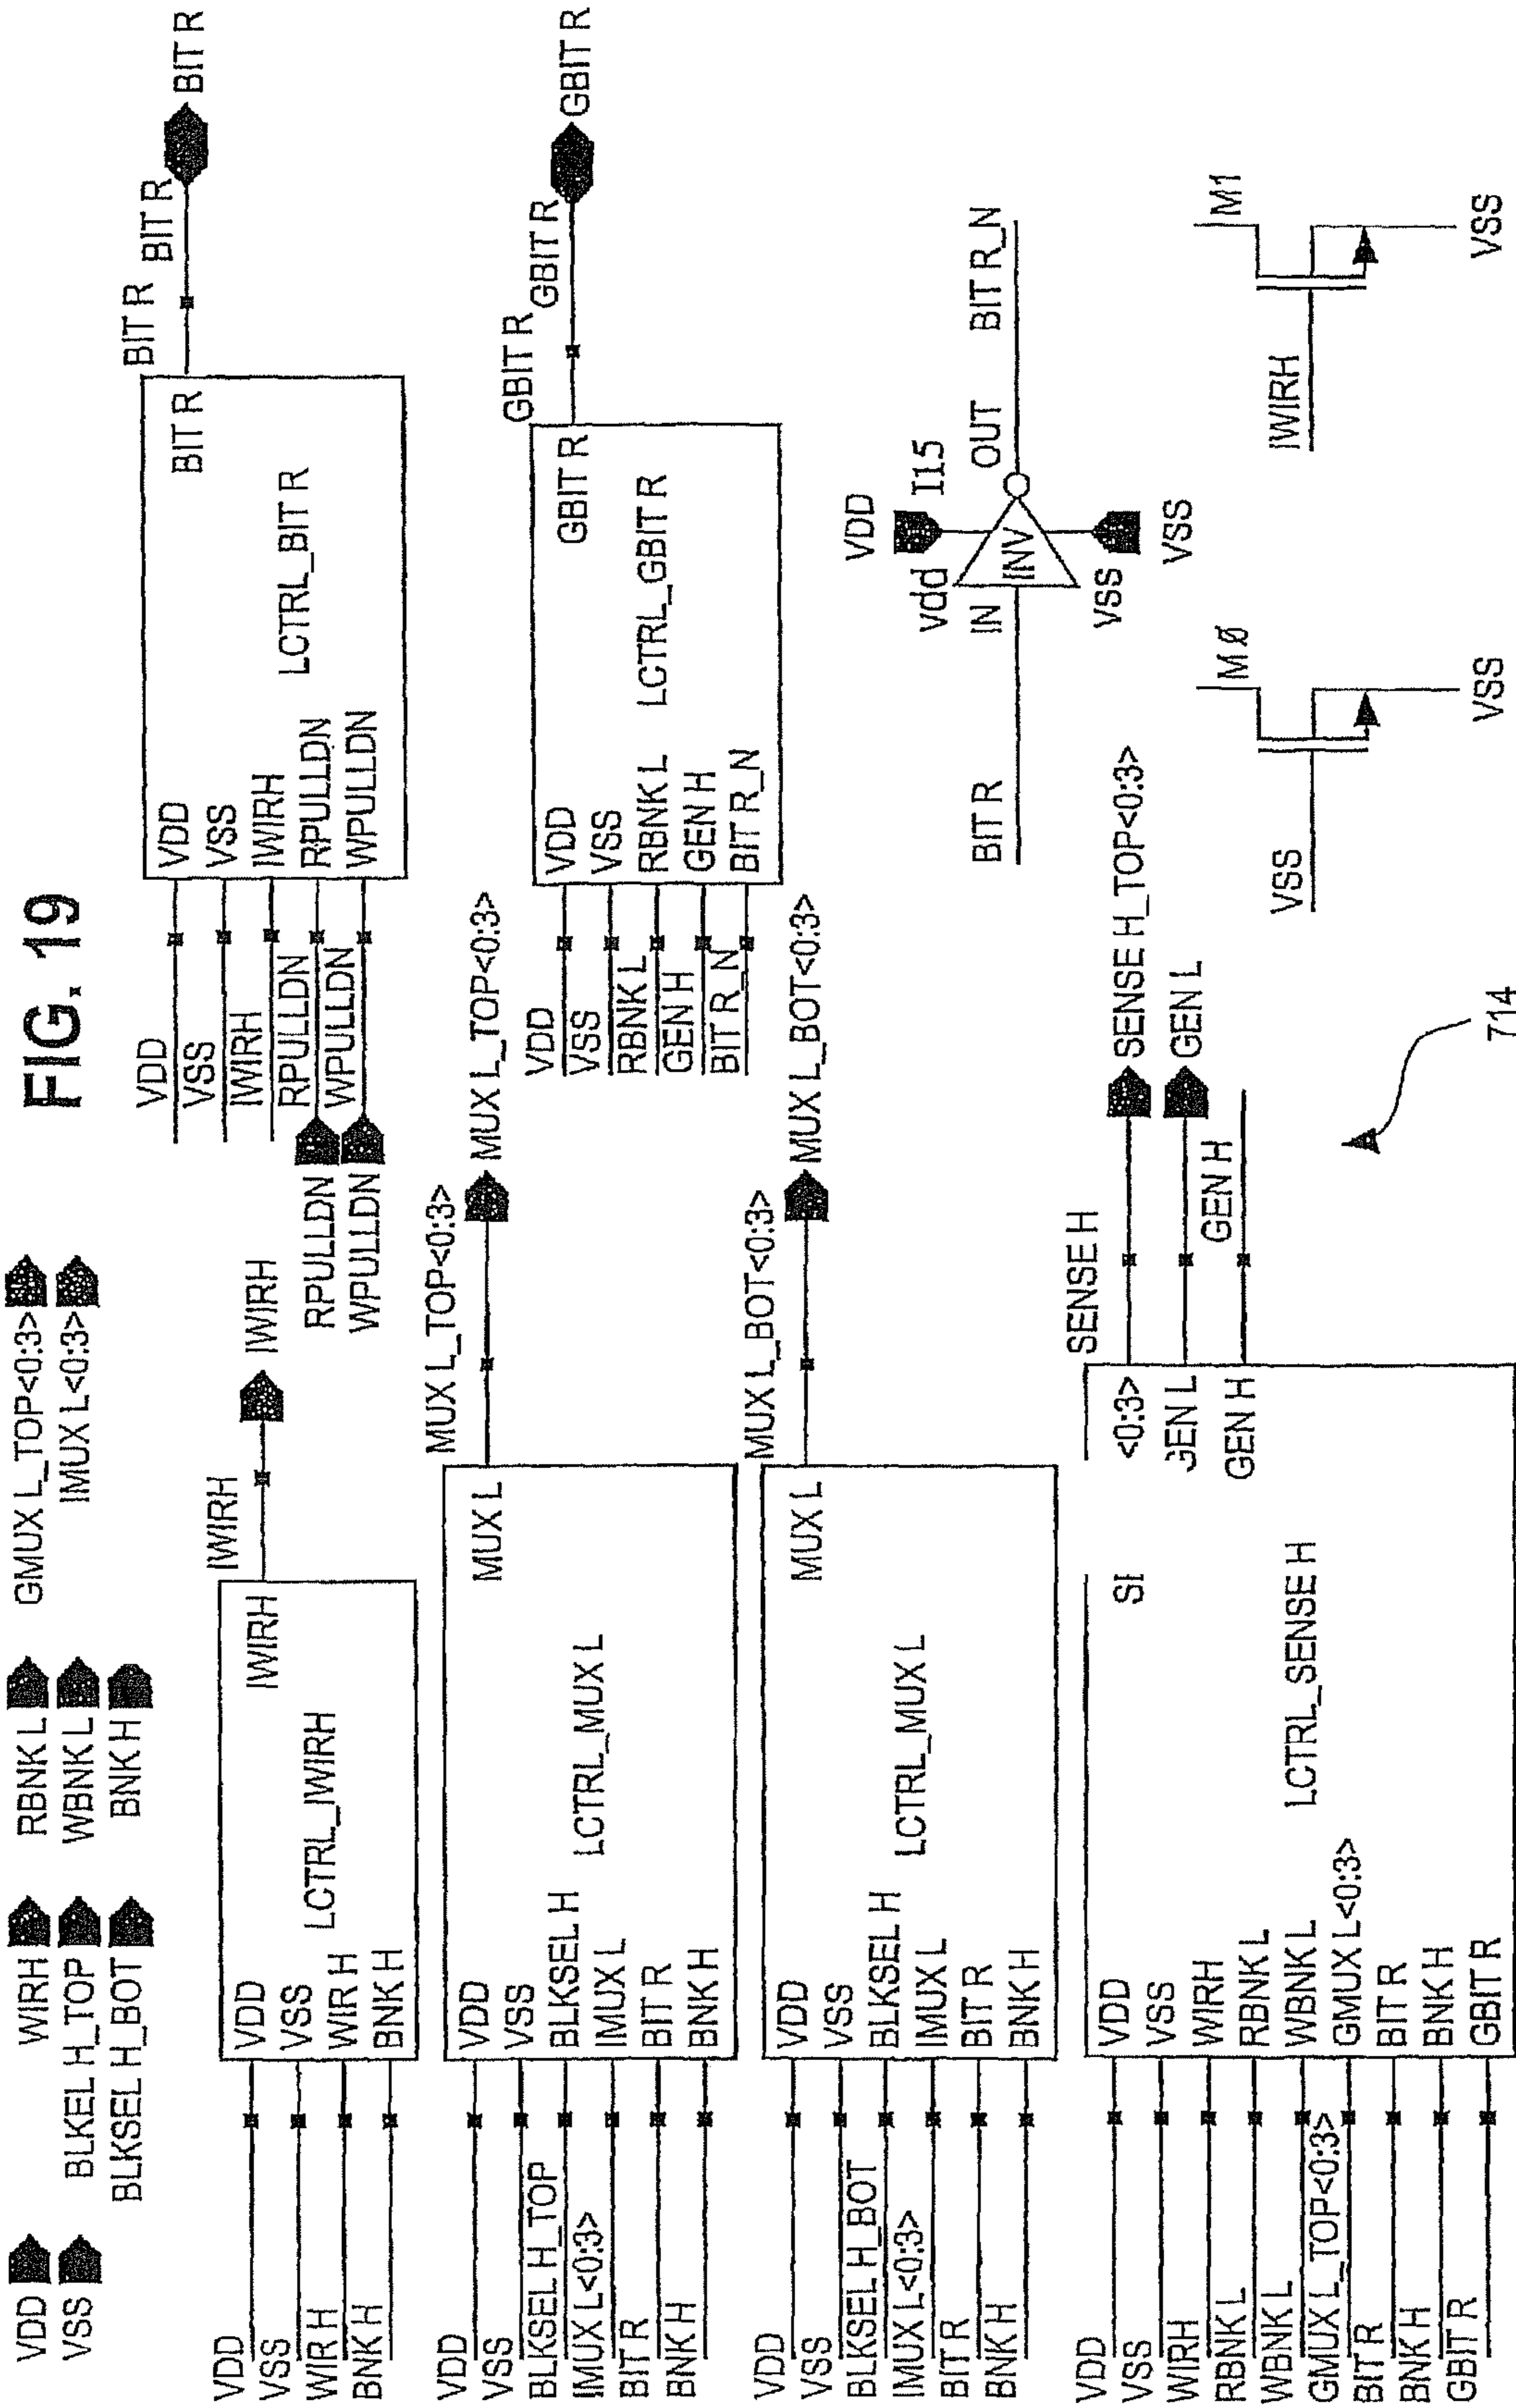 FIG. 19
VDD
VSS
WIRH
BLKEL H_TOP
BLKSEL H_BOT
RBNK L
WBNK L
BNK H
GMUX L_TOP<0:3>
IMUX L<0:3>
VDD
VSS
WIR H
BNK H
VDD
VSS
WIR H
BNK H
LCTRL_IWIRH
IWIRH
IWIRH
IWIRH
VDD
VSS
IWIRH
RPULLDN
WPULLDN
RPULLDN
WPULLDN
VDD
VSS
IWIRH
RPULLDN
WPULLDN
LCTRL_BIT R
BIT R
BIT R
BIT R
BIT R
VDD
VSS
BLKSEL H_TOP
IMUX L<0:3>
BIT R
BNK H
VDD
VSS
BLKSEL H
IMUX L
BIT R
BNK H
LCTRL_MUX L
MUX L
MUX L_TOP<0:3>
MUX L_TOP<0:3>
VDD
VSS
RBNK L
GEN H
BIT R_N
VDD
VSS
RBNK L
GEN H
BIT R_N
LCTRL_GBIT R
GBIT R
GBIT R
GBIT R
GBIT R
VDD
VSS
BLKSEL H_BOT
IMUX L<0:3>
BIT R
BNK H
VDD
VSS
BLKSEL H
IMUX L
BIT R
BNK H
LCTRL_MUX L
MUX L
MUX L_BOT<0:3>
MUX L_BOT<0:3>
BIT R
IN
vdd
VDD
I15
INV
vss
VSS
OUT
BIT R_N
VDD
VSS
WIRH
RBNK L
WBNK L
GMUX L_TOP<0:3>
BIT R
BNK H
GBIT R
VDD
VSS
WIRH
RBNK L
WBNK L
GMUX L<0:3>
BIT R
BNK H
GBIT R
LCTRL_SENSE H
SI
<0:3>
GEN L
GEN H
SENSE H
GEN H
SENSE H_TOP<0:3>
GEN L
714
VSS
M0
VSS
IWIRH
M1
VSS